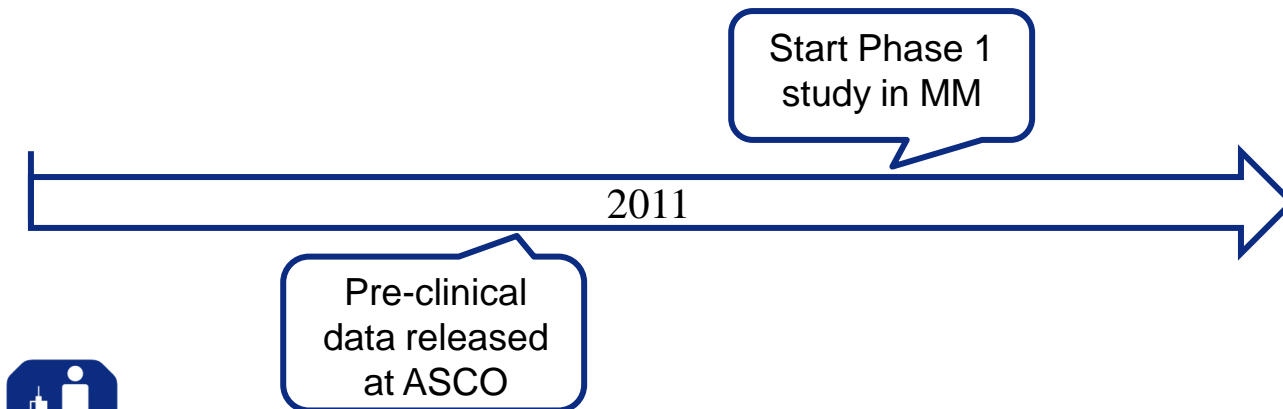 Start Phase 1
study in MM
2011
Pre-clinical
data released
at ASCO